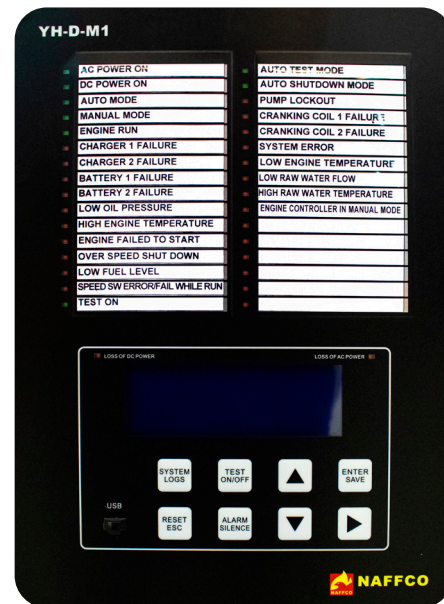 YH-D-M1
AC POWER ON
DC POWER ON
AUTO MODE
MANUAL MODE
ENGINE RUN
CHARGER 1 FAILURE
CHARGER 2 FAILURE
BATTERY 1 FAILURE
BATTERY 2 FAILURE
LOW OIL PRESSURE
HIGH ENGINE TEMPERATURE
ENGINE FAILED TO START
OVER SPEED SHUT DOWN
LOW FUEL LEVEL
SPEED SW ERROR/FAIL WHILE RUN
TEST ON
AUTO TEST MODE
AUTO SHUTDOWN MODE
PUMP LOCKOUT
CRANKING COIL 1 FAILURE
CRANKING COIL 2 FAILURE
SYSTEM ERROR
LOW ENGINE TEMPERATURE
LOW RAW WATER FLOW
HIGH RAW WATER TEMPERATURE
ENGINE CONTROLLER IN MANUAL MODE
LOSS OF DC POWER
LOSS OF AC POWER
SYSTEM
LOGS
TEST
ON/OFF
ENTER
SAVE
USB
RESET
ESC
ALARM
SILENCE
NAFFCO
NAFFCO